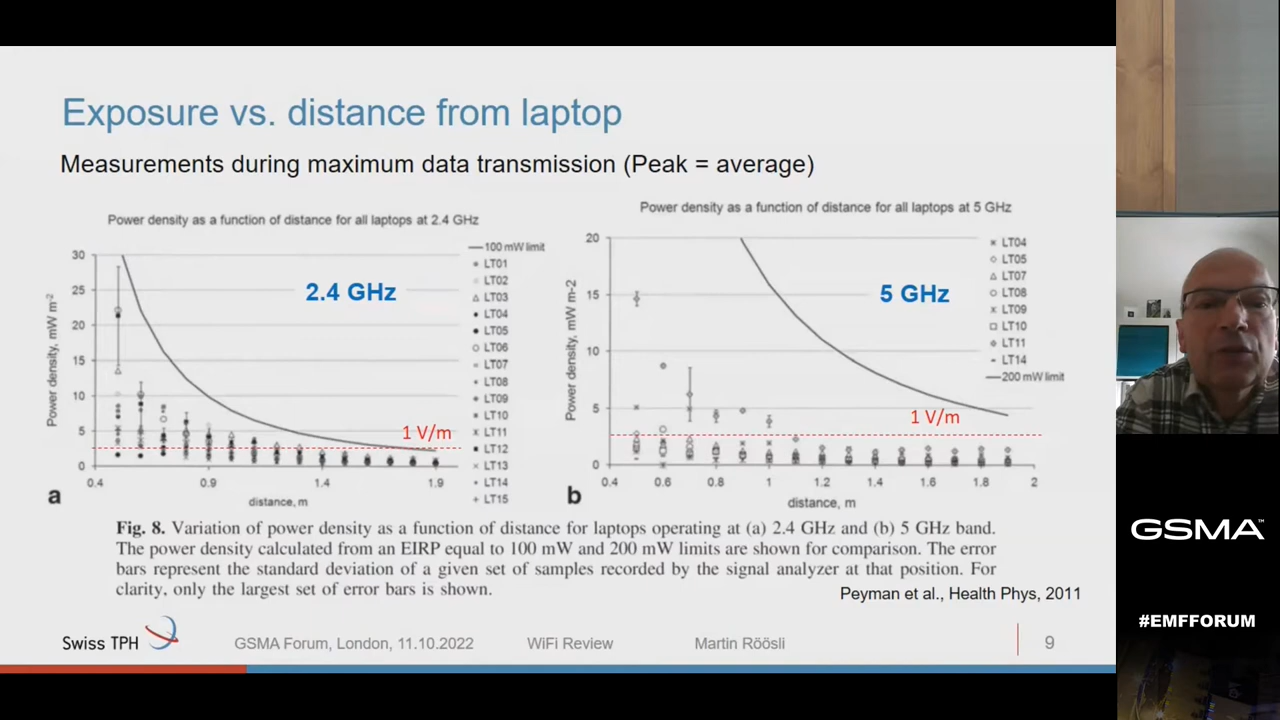 Exposure vs. distance from laptop
Measurements during maximum data transmission (Peak = average)
Power density as a function of distance for all laptops at 2.4 GHz
30
25
20
15
10
5
0
Power density, mW m-2
0.4
0.9
1.4
1.9
distance, m
2.4 GHz
1 V/m
100 mW limit
LT01
LT02
LT03
LT04
LT05
LT06
LT07
LT08
LT09
LT10
LT11
LT12
LT13
LT14
LT15
a
Power density as a function of distance for all laptops at 5 GHz
20
15
10
5
0
Power density, mW m-2
0.4
0.6
0.8
1
1.2
1.4
1.6
1.8
2
distance, m
5 GHz
1 V/m
LT04
LT05
LT07
LT08
LT09
LT10
LT11
LT14
200 mW limit
b
Fig. 8. Variation of power density as a function of distance for laptops operating at (a) 2.4 GHz and (b) 5 GHz band.
The power density calculated from an EIRP equal to 100 mW and 200 mW limits are shown for comparison. The error
bars represent the standard deviation of a given set of samples recorded by the signal analyzer at that position. For
clarity, only the largest set of error bars is shown.
Peyman et al., Health Phys, 2011
Swiss TPH
GSMA Forum, London, 11.10.2022
WiFi Review
Martin Röösli
9
GSMA™
#EMFFORUM